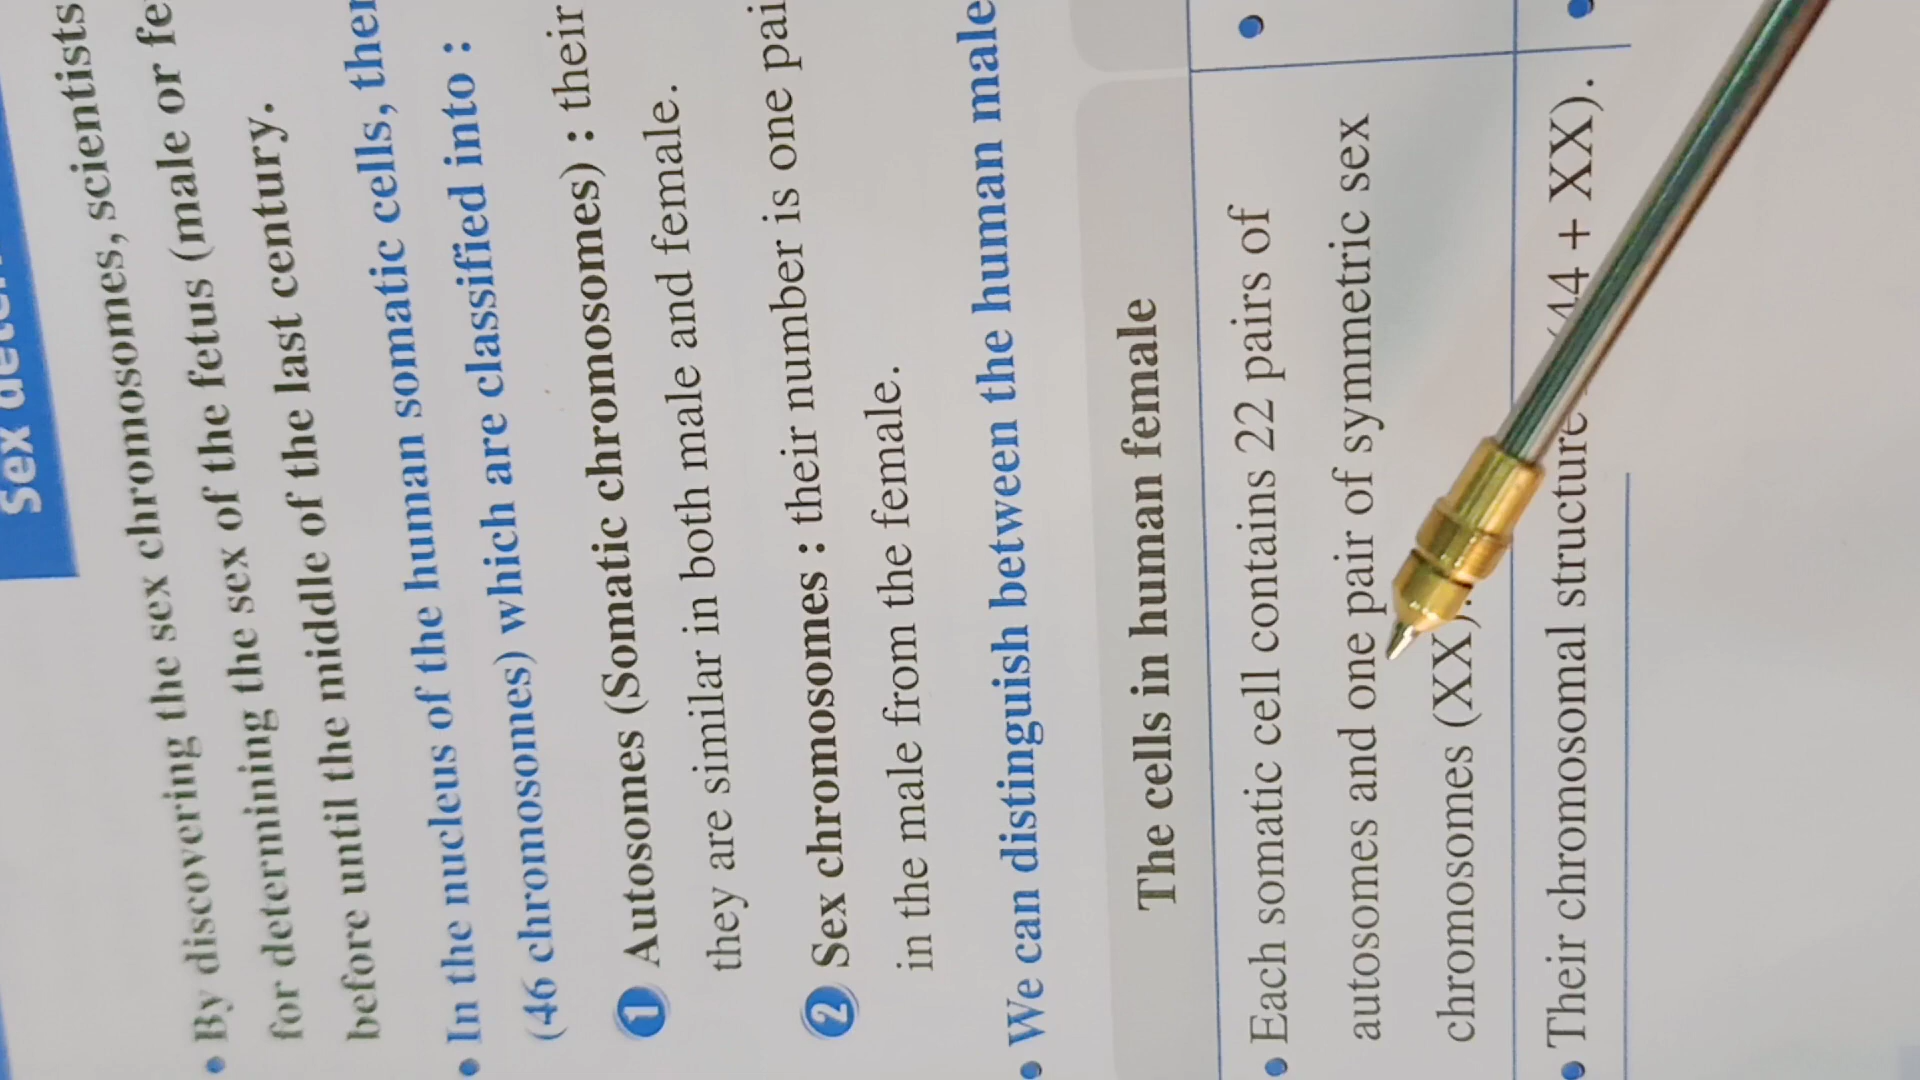 Sex
• By discovering the sex chromosomes, scientists
for determining the sex of the fetus (male or fe
before until the middle of the last century.
• In the nucleus of the human somatic cells, ther
(46 chromosomes) which are classified into :
1 Autosomes (Somatic chromosomes) : their
they are similar in both male and female.
2 Sex chromosomes : their number is one pai
in the male from the female.
• We can distinguish between the human male
The cells in human female
• Each somatic cell contains 22 pairs of
autosomes and one pair of symmetric sex
chromosomes (XX).
• Their chromosomal structure 44 + XX).